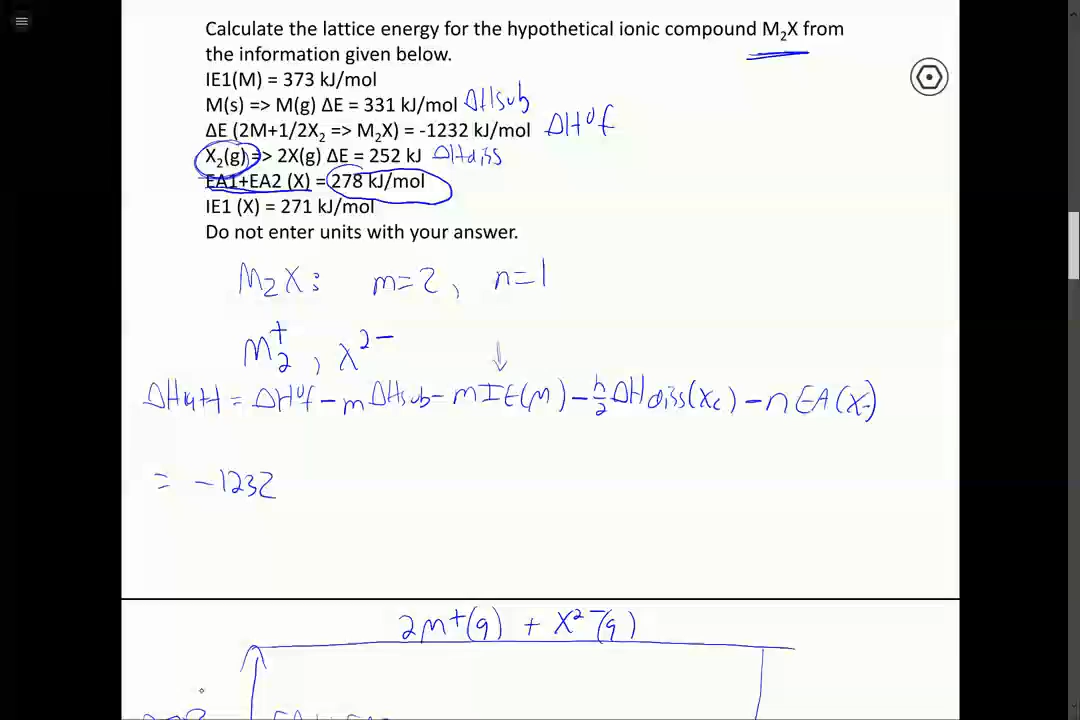 Calculate the lattice energy for the hypothetical ionic compound M₂X from
the information given below.
IE1(M) = 373 kJ/mol
M(s) => M(g) ΔE = 331 kJ/mol ΔHsub
ΔE (2M+1/2X₂ => M₂X) = -1232 kJ/mol ΔH°f
X₂(g) => 2X(g) ΔE = 252 kJ ΔHdiss
EA1+EA2 (X) = 278 kJ/mol
IE1 (X) = 271 kJ/mol
Do not enter units with your answer.
M₂X: m=2, n=1
M₂⁺, X²⁻
= ΔH°f - mΔHsub - mIE(M) - n/2 ΔHdiss(X₂) - nEA(X)
= -1232
2M⁺(g) + X²⁻(g)